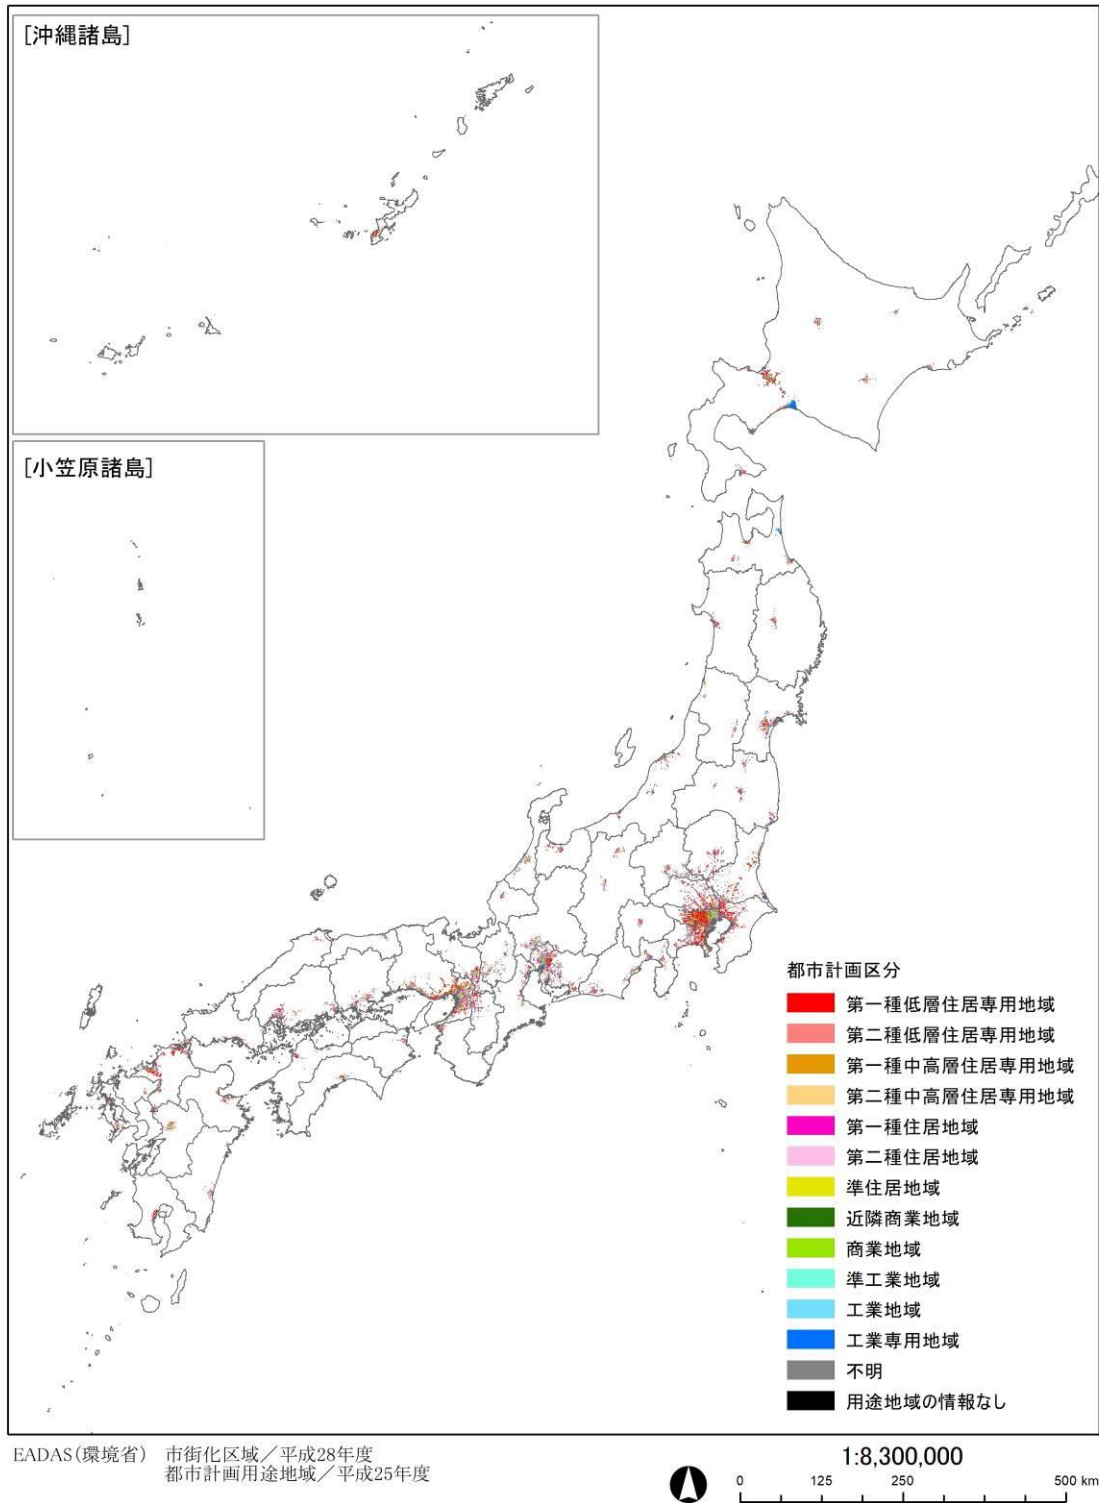 [沖縄諸島]
[小笠原諸島]
都市計画区分
第一種低層住居専用地域
第二種低層住居専用地域
第一種中高層住居専用地域
第二種中高層住居専用地域
第一種住居地域
第二種住居地域
準住居地域
近隣商業地域
商業地域
準工業地域
工業地域
工業専用地域
不明
用途地域の情報なし
EADAS(環境省) 市街化区域/平成28年度
都市計画用途地域/平成25年度
1:8,300,000
0 125 250 500 km